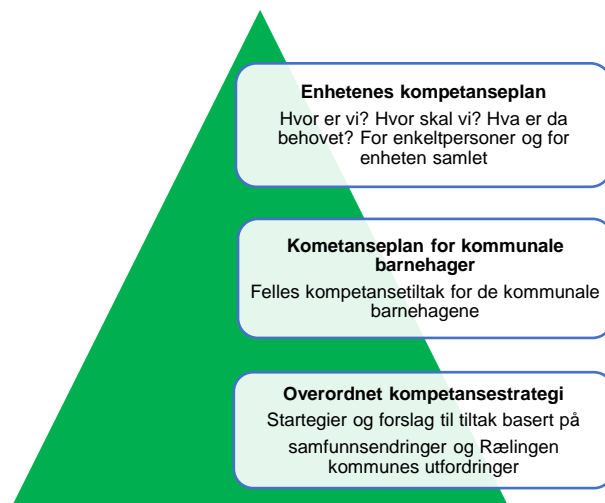 Enhetenes kompetanseplan
Hvor er vi? Hvor skal vi? Hva er da
behovet? For enkeltpersoner og for
enheten samlet
Kometanseplan for kommunale
barnehager
Felles kompetansetiltak for de kommunale
barnehagene
Overordnet kompetansestrategi
Startegier og forslag til tiltak basert på
samfunnsendringer og Rælingen
kommunes utfordringer